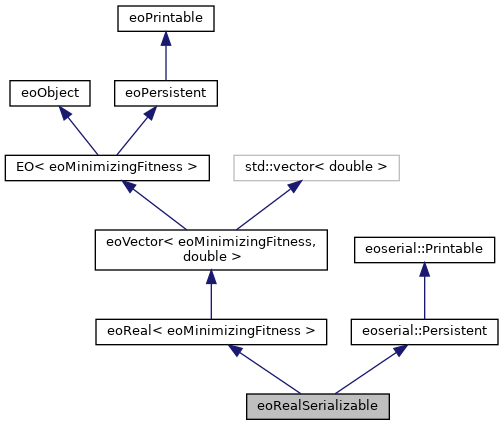 eoPrintable
eoObject
eoPersistent
EO< eoMinimizingFitness >
std::vector< double >
eoVector< eoMinimizingFitness,
double >
eoserial::Printable
eoReal< eoMinimizingFitness >
eoserial::Persistent
eoRealSerializable